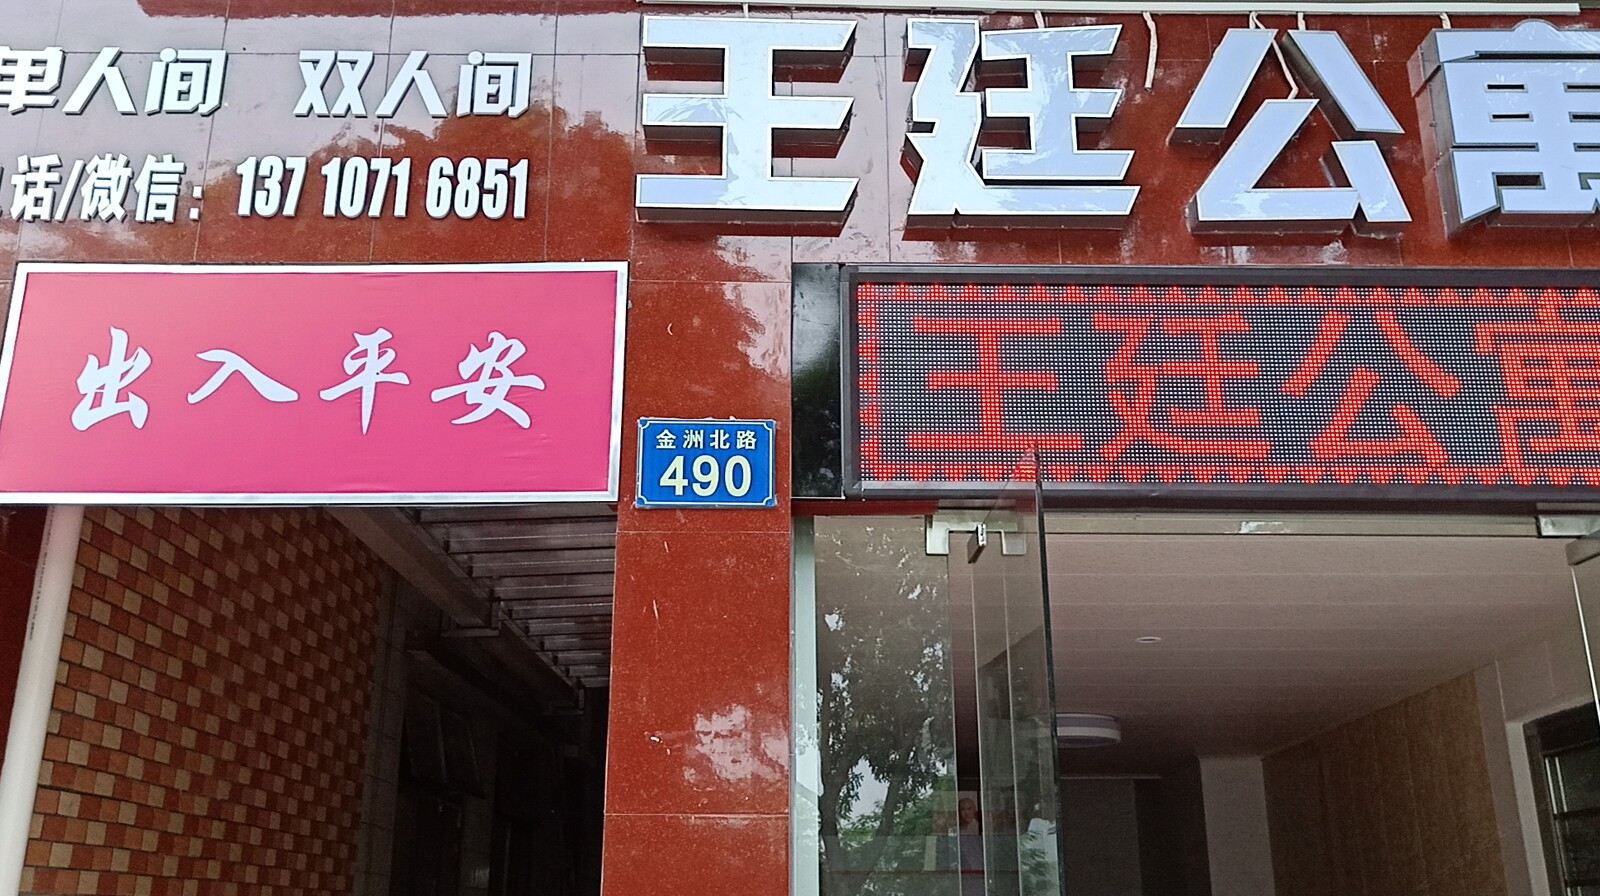 单人间 双人间
话/微信：137 1071 6851
王廷公寓
出入平安
金洲北路
490
王廷公寓